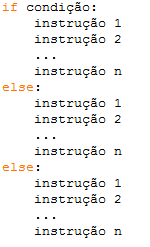 if condição:
    instrução 1
    instrução 2
    ...
    instrução n
else:
    instrução 1
    instrução 2
    ...
    instrução n
else:
    instrução 1
    instrução 2
    ...
    instrução n